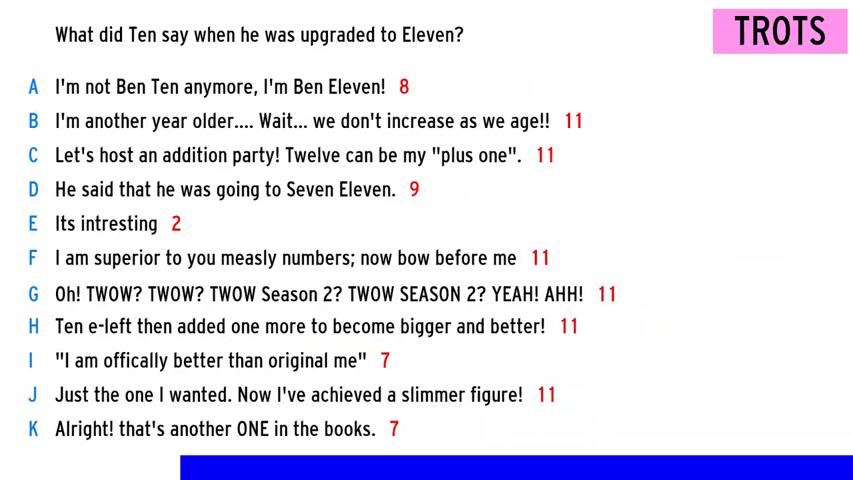 What did Ten say when he was upgraded to Eleven?
TROTS
A I'm not Ben Ten anymore, I'm Ben Eleven! 8
B I'm another year older.... Wait... we don't increase as we age!! 11
C Let's host an addition party! Twelve can be my "plus one". 11
D He said that he was going to Seven Eleven. 9
E Its intresting 2
F I am superior to you measly numbers; now bow before me 11
G Oh! TWOW? TWOW? TWOW Season 2? TWOW SEASON 2? YEAH! AHH! 11
H Ten e-left then added one more to become bigger and better! 11
I "I am offically better than original me" 7
J Just the one I wanted. Now I've achieved a slimmer figure! 11
K Alright! that's another ONE in the books. 7